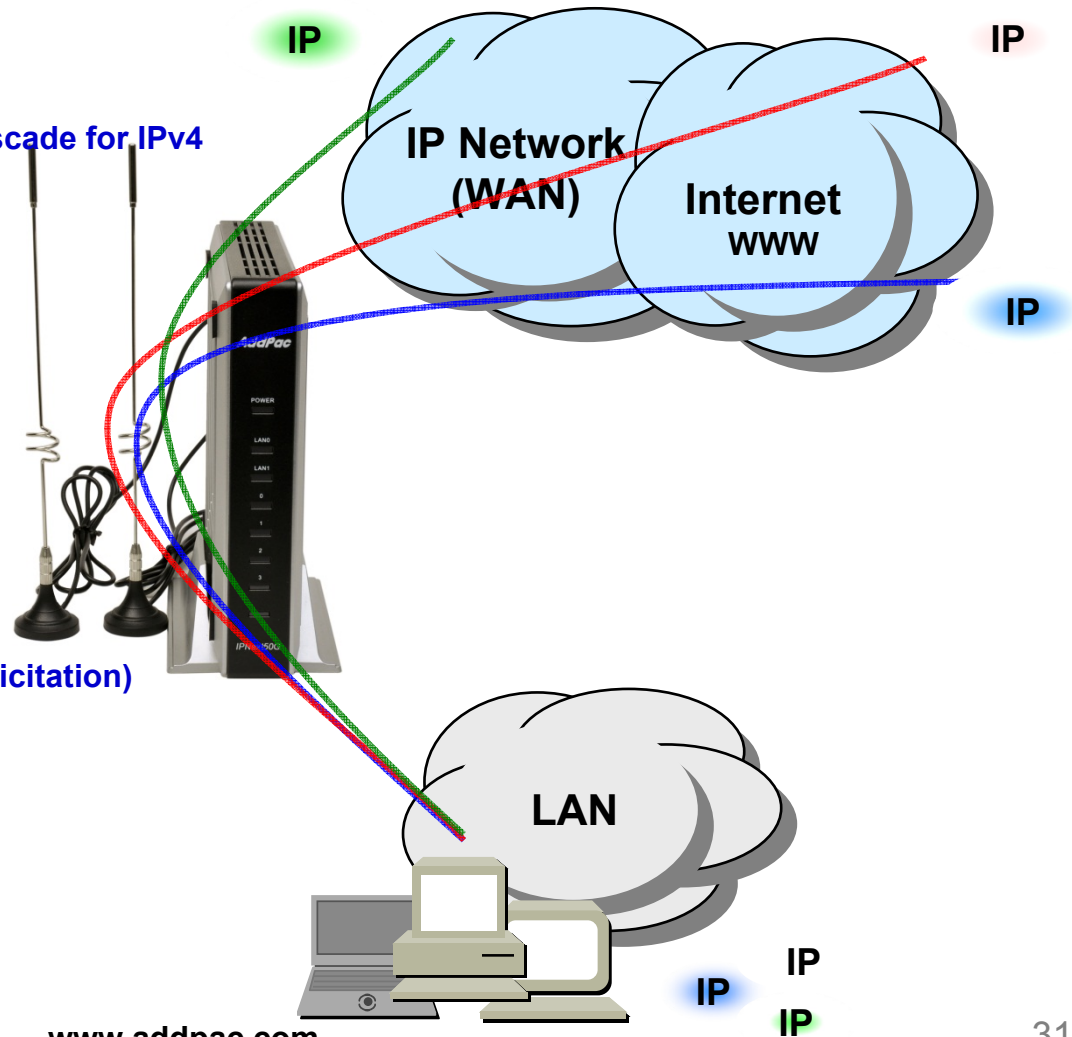 IP
IP
scade for IPv4
IP Network
(WAN)
Internet
WWW
IP
AddPac
POWER
LAN0
LAN1
0
1
2
3
icitation)
LAN
IP
IP
IP
www.addpac.com
31